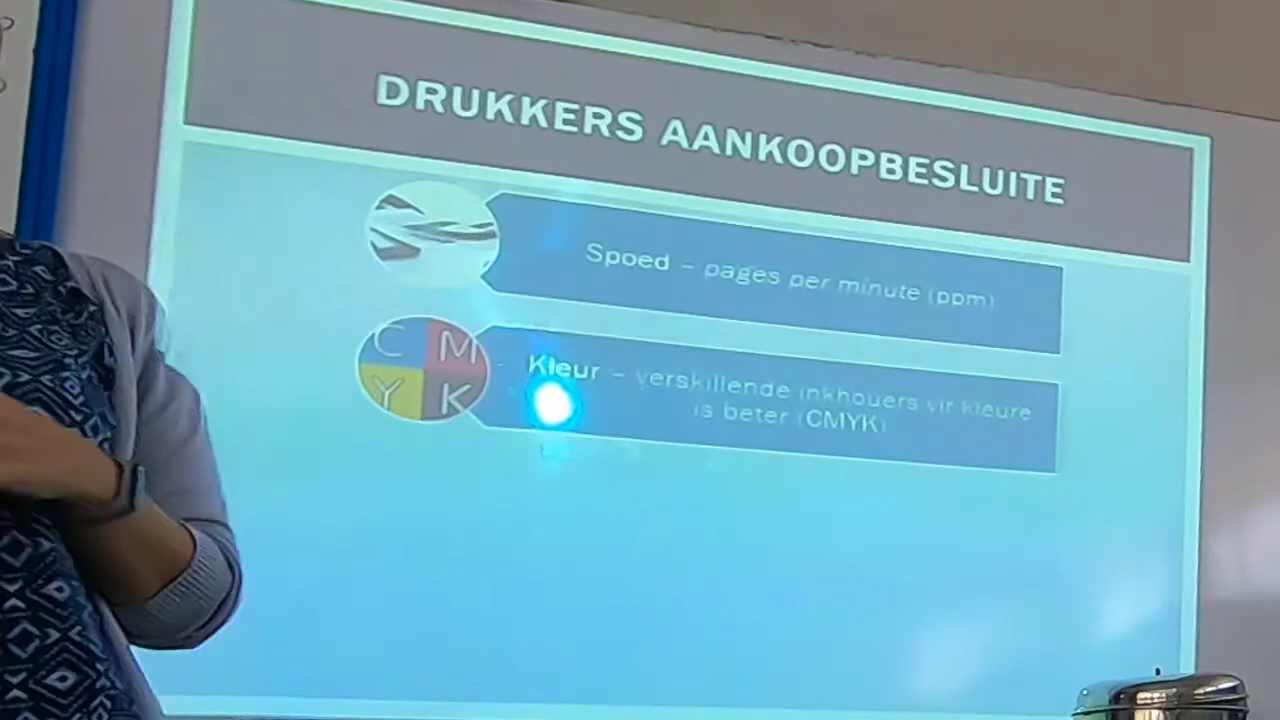 DRUKKERS AANKOOPBESLUITE
Spoed – pages per minute (ppm)
C M
Y K
Kleur – verskillende inkhouers vir kleure
is beter (CMYK)